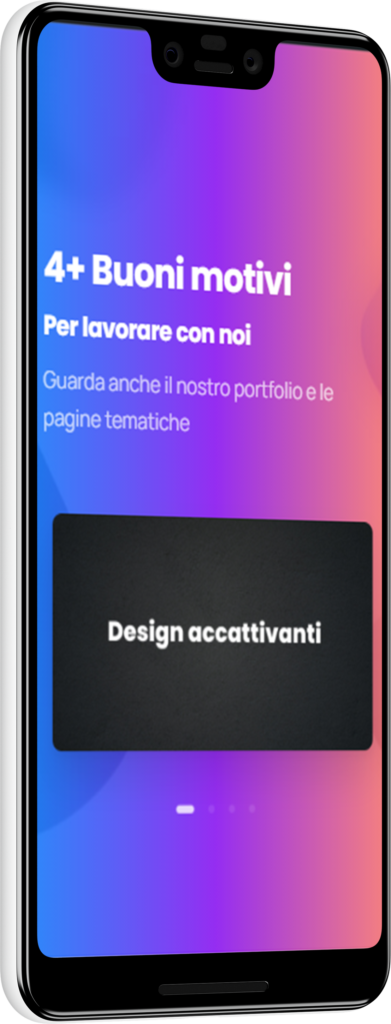 4+ Buoni motivi
Per lavorare con noi
Guarda anche il nostro portfolio e le
pagine tematiche
Design accattivanti